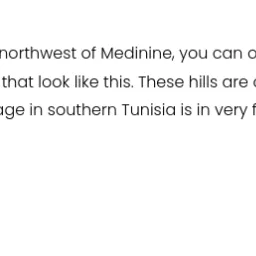 northwest of Medinine, you can o
that look like this. These hills are
age in southern Tunisia is in very f